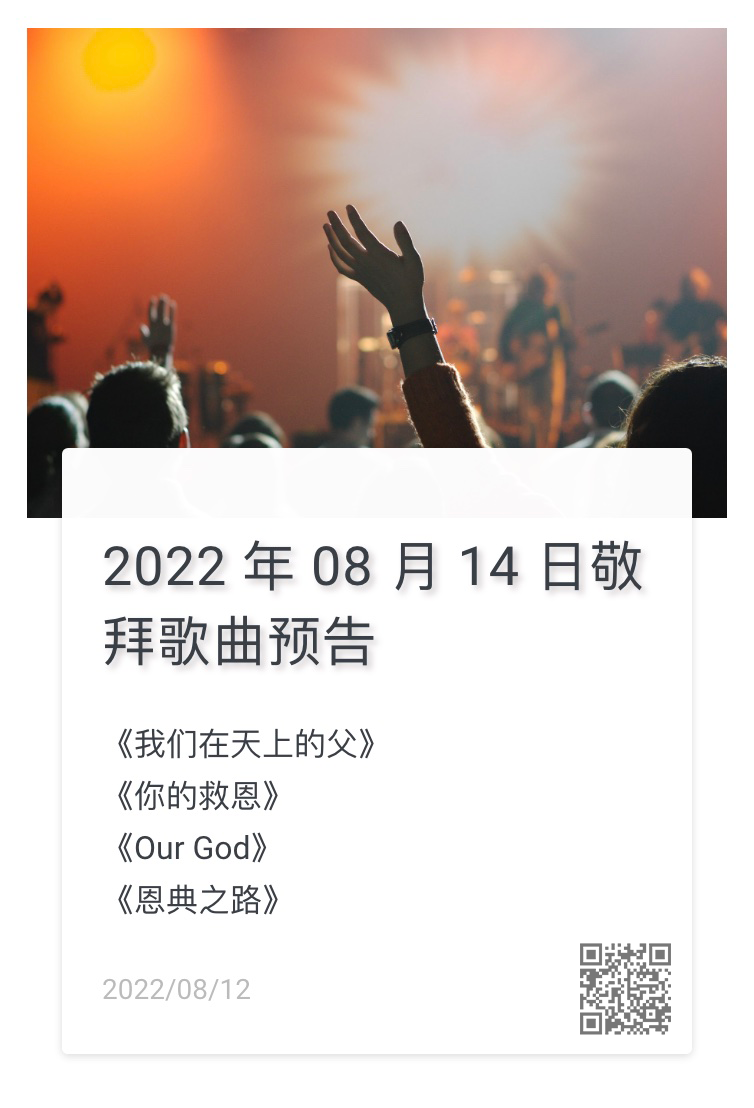 2022 年 08 月 14 日敬
拜歌曲预告
《我们在天上的父》
《你的救恩》
《Our God》
《恩典之路》
2022/08/12